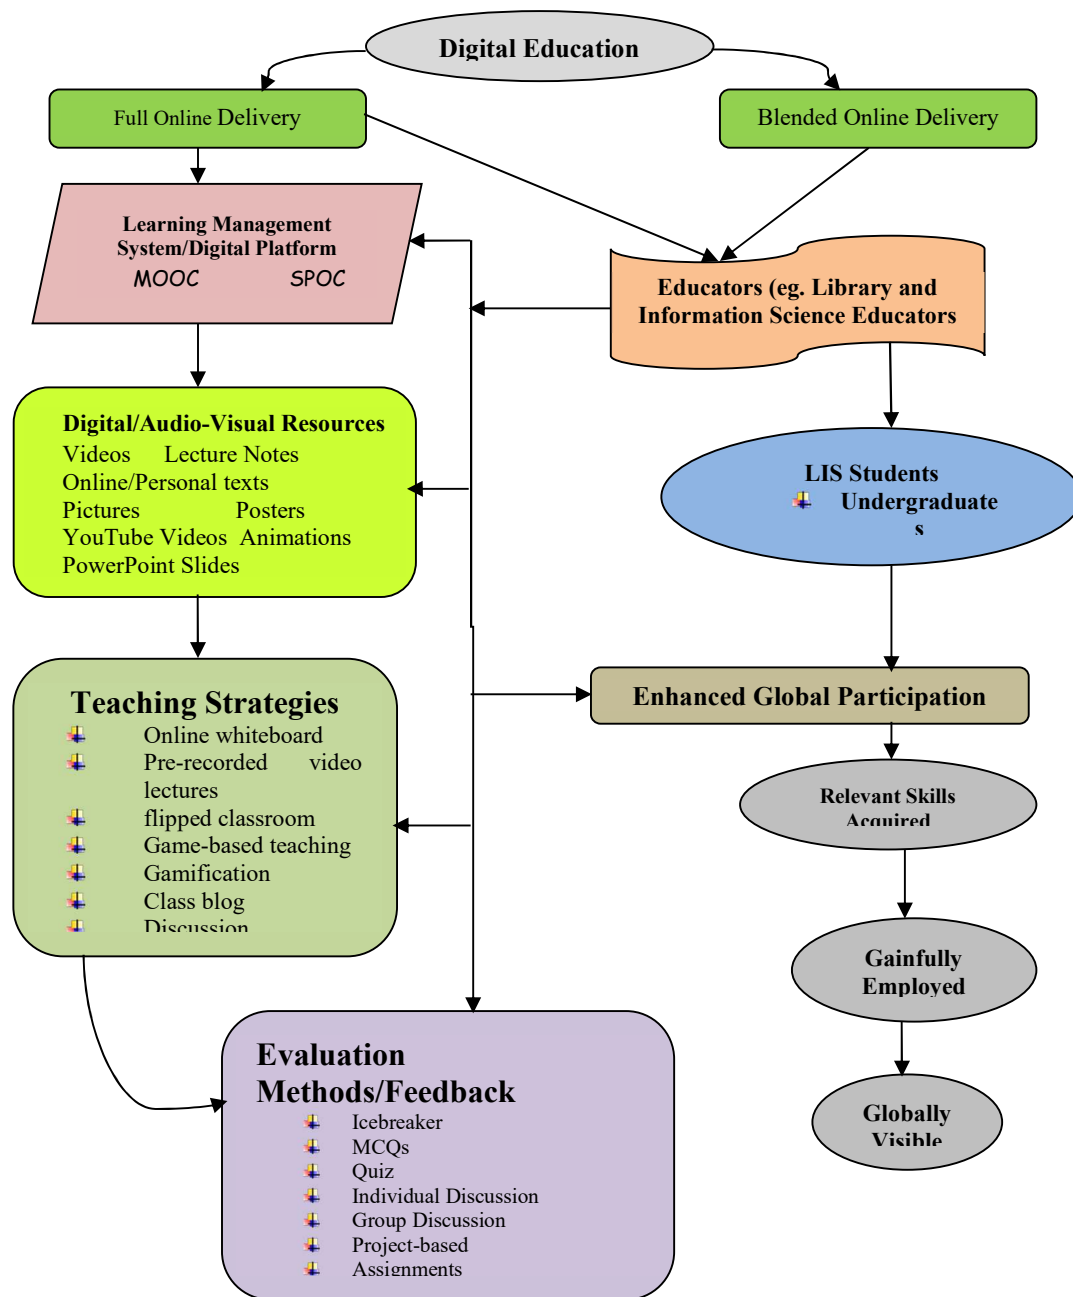 Digital Education
Full Online Delivery
Blended Online Delivery
Learning Management
System/Digital Platform
MOOC SPOC
Educators (eg. Library and
Information Science Educators
Digital/Audio-Visual Resources
Videos Lecture Notes
Online/Personal texts
Pictures Posters
YouTube Videos Animations
PowerPoint Slides
LIS Students
Undergraduate
s
Teaching Strategies
Online whiteboard
Pre-recorded video
lectures
flipped classroom
Game-based teaching
Gamification
Class blog
Discussion
Enhanced Global Participation
Relevant Skills
Acquired
Gainfully
Employed
Globally
Visible
Evaluation
Methods/Feedback
Icebreaker
MCQs
Quiz
Individual Discussion
Group Discussion
Project-based
Assignments